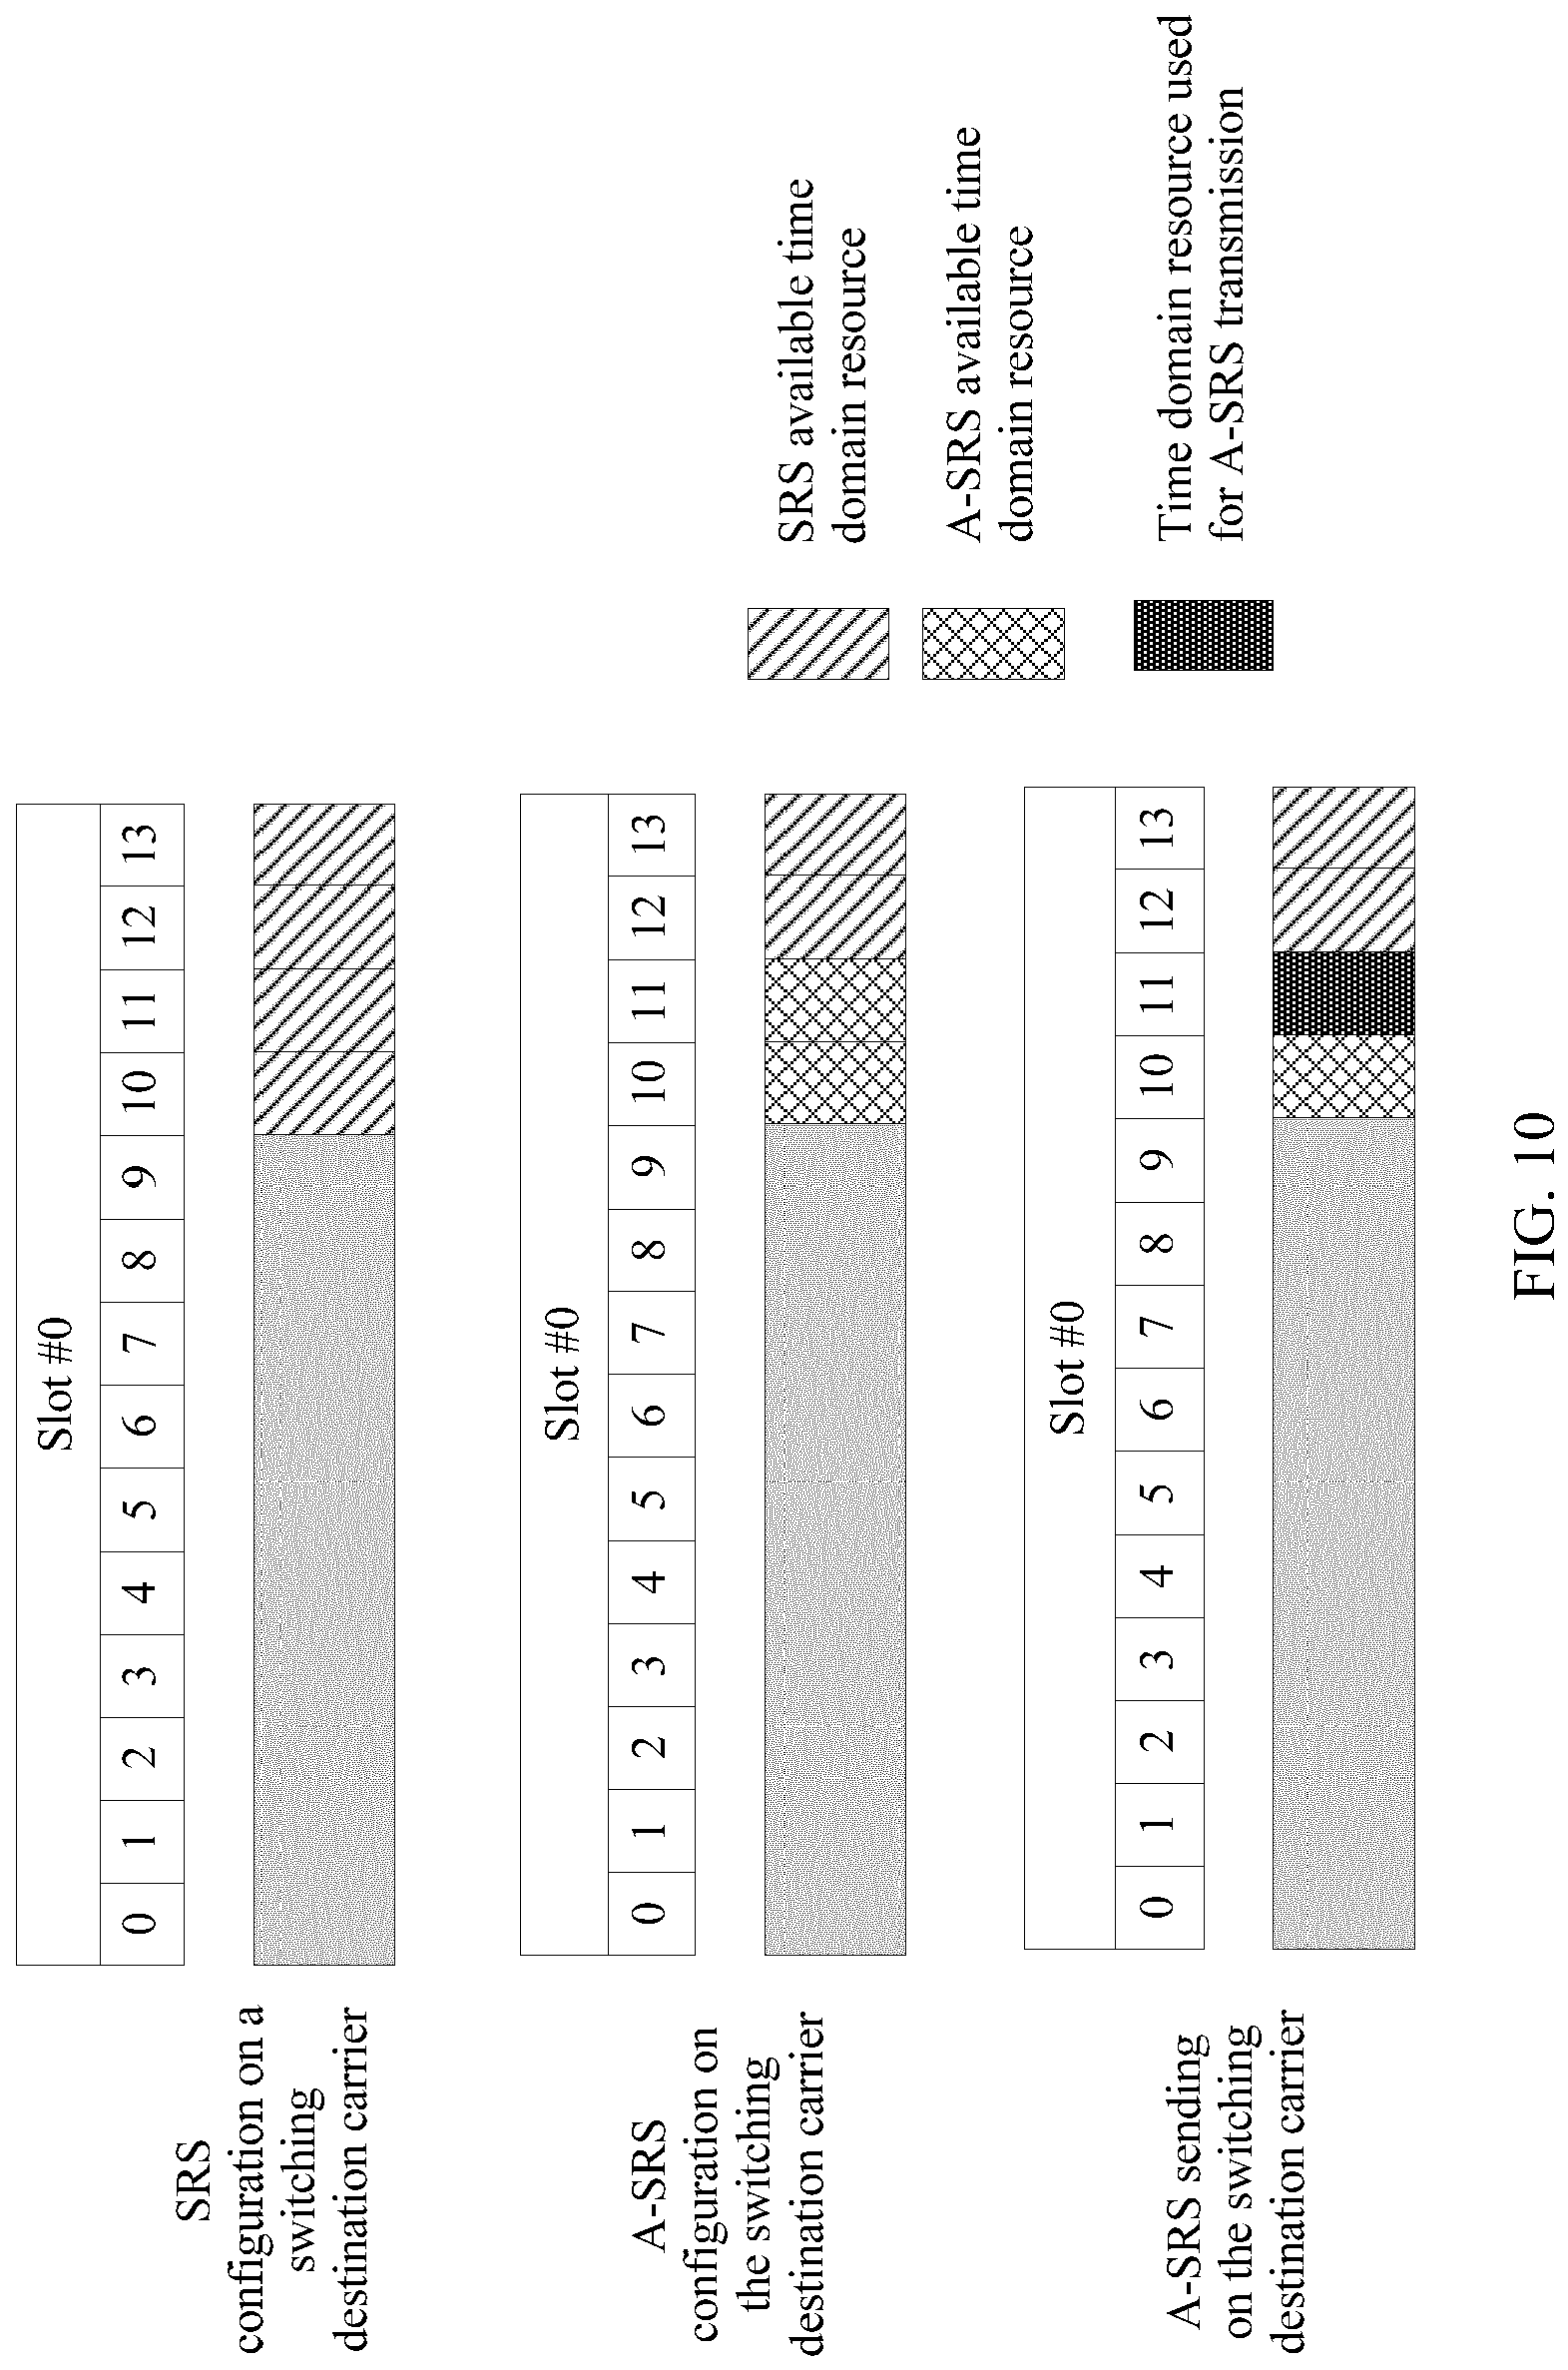 SRS
configuration on a
switching
destination carrier
Slot #0
0 1 2 3 4 5 6 7 8 9 10 11 12 13
A-SRS
configuration on
the switching
destination carrier
Slot #0
0 1 2 3 4 5 6 7 8 9 10 11 12 13
A-SRS sending
on the switching
destination carrier
Slot #0
0 1 2 3 4 5 6 7 8 9 10 11 12 13
SRS available time
domain resource
A-SRS available time
domain resource
Time domain resource used
for A-SRS transmission
FIG. 10